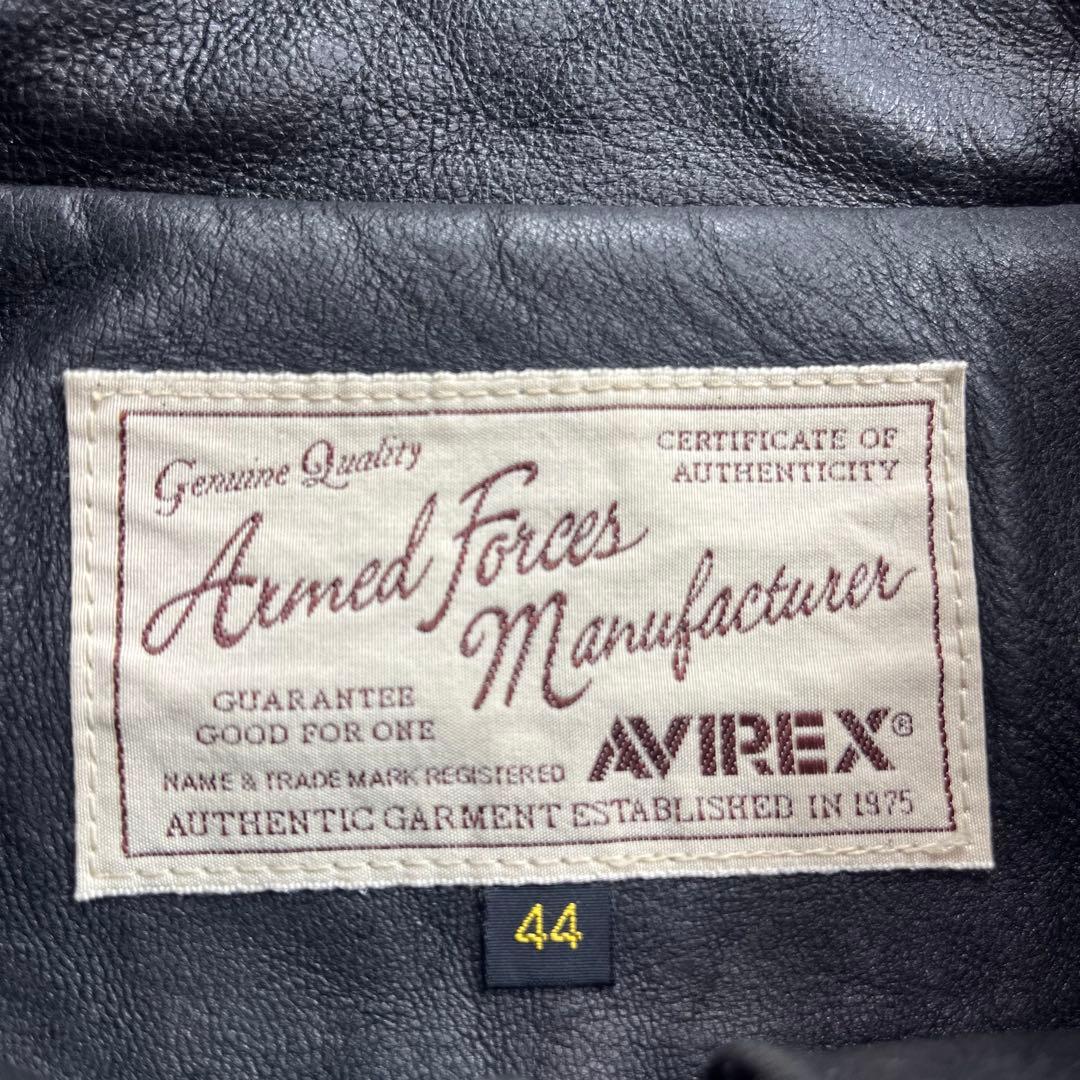 Genuine Quality
CERTIFICATE OF
AUTHENTICITY
Armed Forces
Manufacturer
GUARANTEE
GOOD FOR ONE
NAME & TRADE MARK REGISTERED
AVIREX®
AUTHENTIC GARMENT ESTABLISHED IN 1975
44